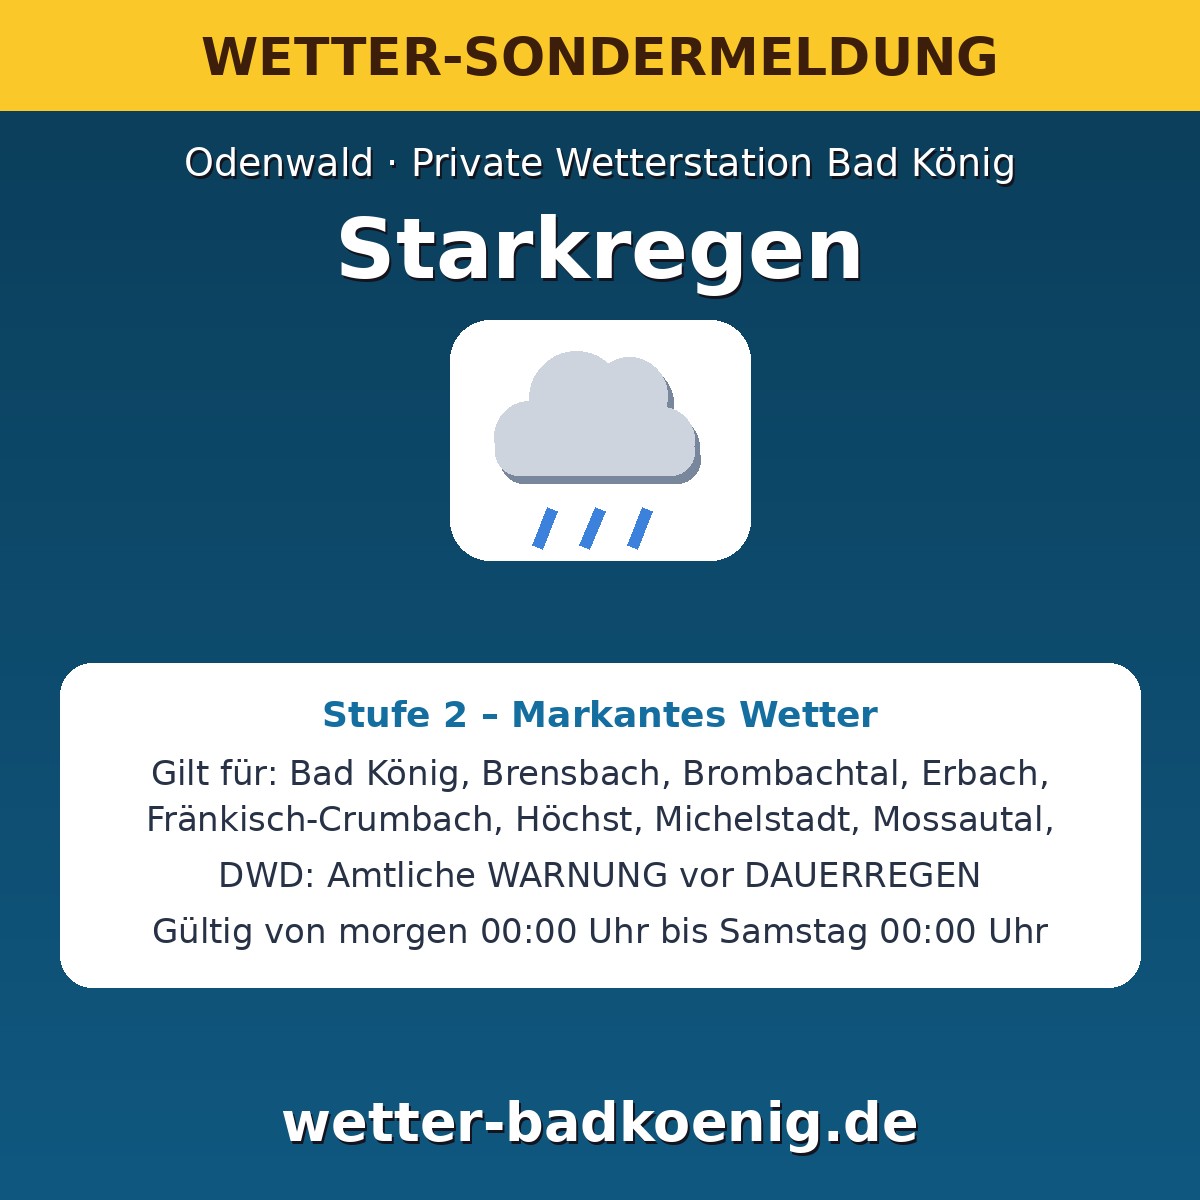 WETTER-SONDERMELDUNG
Odenwald · Private Wetterstation Bad König
Starkregen
Stufe 2 – Markantes Wetter
Gilt für: Bad König, Brensbach, Brombachtal, Erbach,
Fränkisch-Crumbach, Höchst, Michelstadt, Mossautal,
DWD: Amtliche WARNUNG vor DAUERREGEN
Gültig von morgen 00:00 Uhr bis Samstag 00:00 Uhr
wetter-badkoenig.de